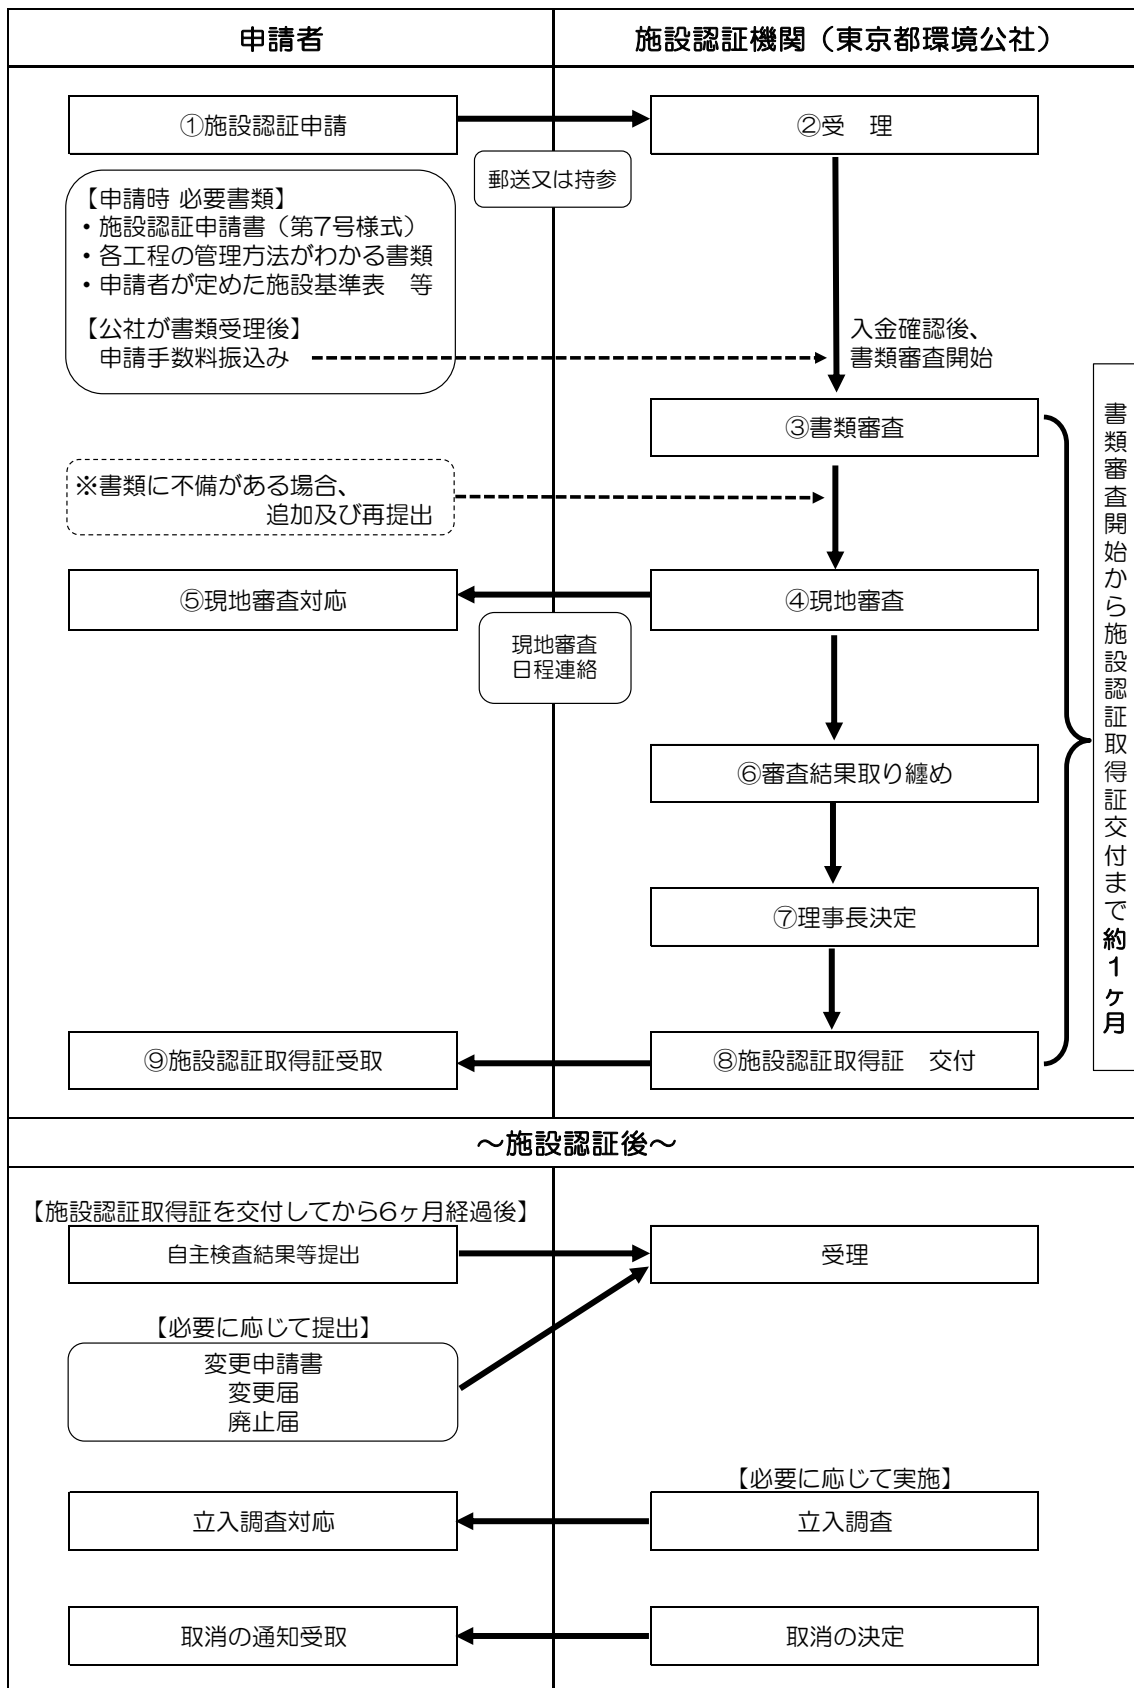 申請者
施設認証機関（東京都環境公社）
①施設認証申請
②受　理
郵送又は持参
【申請時 必要書類】
・施設認証申請書（第7号様式）
・各工程の管理方法がわかる書類
・申請者が定めた施設基準表　等
【公社が書類受理後】
申請手数料振込み
入金確認後、
書類審査開始
③書類審査
※書類に不備がある場合、
追加及び再提出
⑤現地審査対応
④現地審査
現地審査
日程連絡
⑥審査結果取り纏め
⑦理事長決定
⑨施設認証取得証受取
⑧施設認証取得証　交付
書類審査開始から施設認証取得証交付まで約1ヶ月
～施設認証後～
【施設認証取得証を交付してから6ヶ月経過後】
自主検査結果等提出
受理
【必要に応じて提出】
変更申請書
変更届
廃止届
【必要に応じて実施】
立入調査対応
立入調査
取消の通知受取
取消の決定